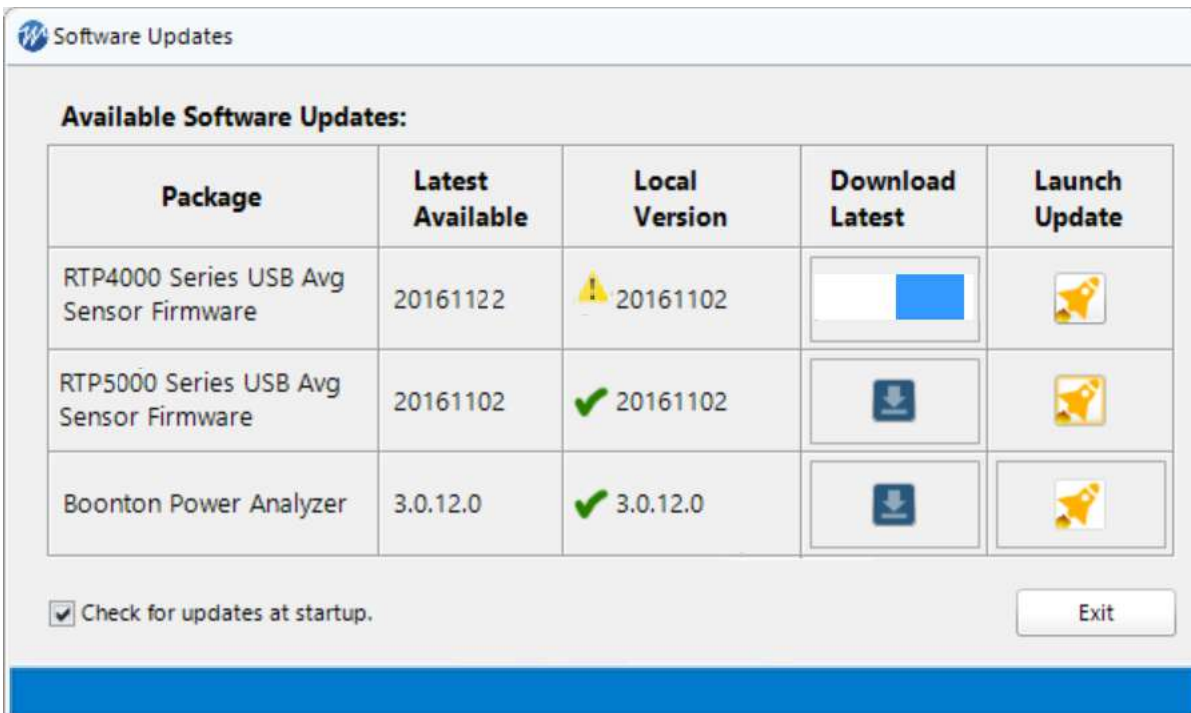 Software Updates
Available Software Updates:
Package
Latest
Available
Local
Version
Download
Latest
Launch
Update
RTP4000 Series USB Avg
Sensor Firmware
20161122
20161102
RTP5000 Series USB Avg
Sensor Firmware
20161102
20161102
Boonton Power Analyzer
3.0.12.0
3.0.12.0
Check for updates at startup.
Exit